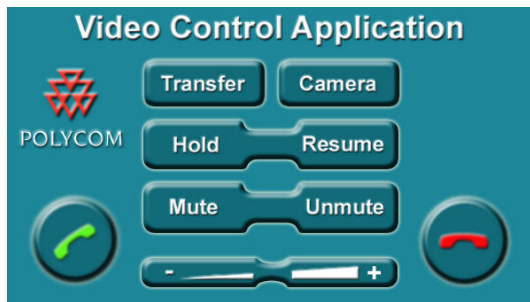 Video Control Application
Transfer Camera
POLYCOM
Hold Resume
Mute Unmute
- +